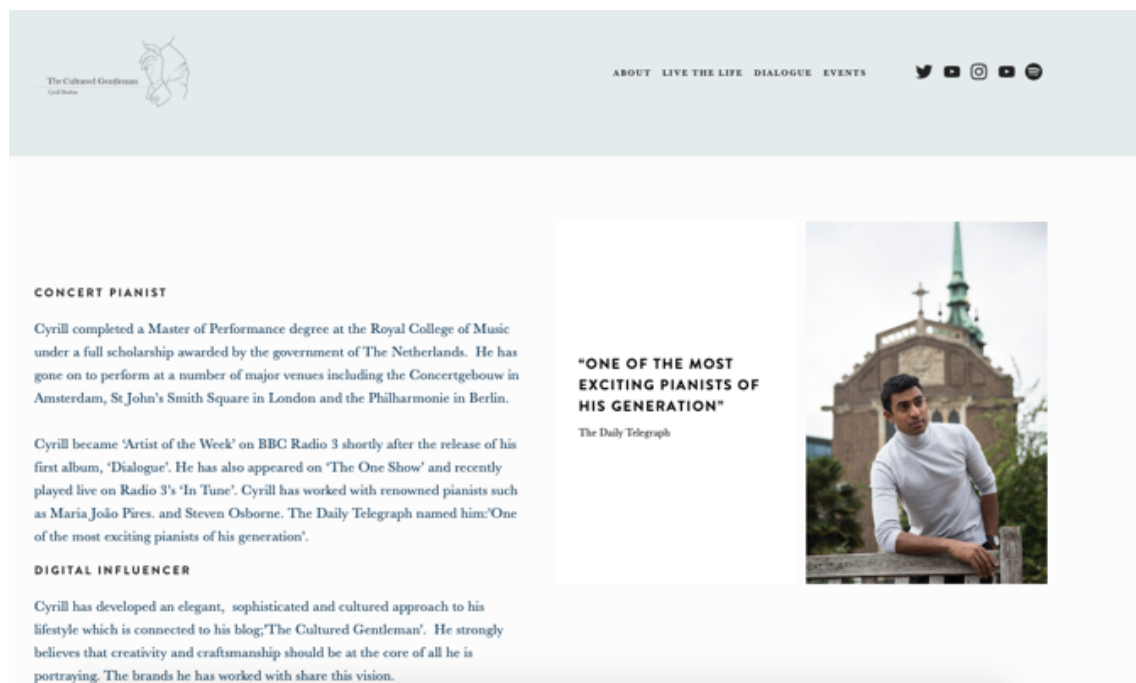 The Cultured Gentleman
ABOUT LIVE THE LIFE DIALOGUE EVENTS
CONCERT PIANIST
Cyrill completed a Master of Performance degree at the Royal College of Music
under a full scholarship awarded by the government of The Netherlands. He has
gone on to perform at a number of major venues including the Concertgebouw in
Amsterdam, St John's Smith Square in London and the Philharmonie in Berlin.
Cyrill became 'Artist of the Week' on BBC Radio 3 shortly after the release of his
first album, 'Dialogue'. He has also appeared on 'The One Show' and recently
played live on Radio 3's 'In Tune'. Cyrill has worked with renowned pianists such
as Maria João Pires. and Steven Osborne. The Daily Telegraph named him:'One
of the most exciting pianists of his generation'.
DIGITAL INFLUENCER
Cyrill has developed an elegant, sophisticated and cultured approach to his
lifestyle which is connected to his blog;'The Cultured Gentleman'. He strongly
believes that creativity and craftsmanship should be at the core of all he is
portraying. The brands he has worked with share this vision.
“ONE OF THE MOST
EXCITING PIANISTS OF
HIS GENERATION”
The Daily Telegraph